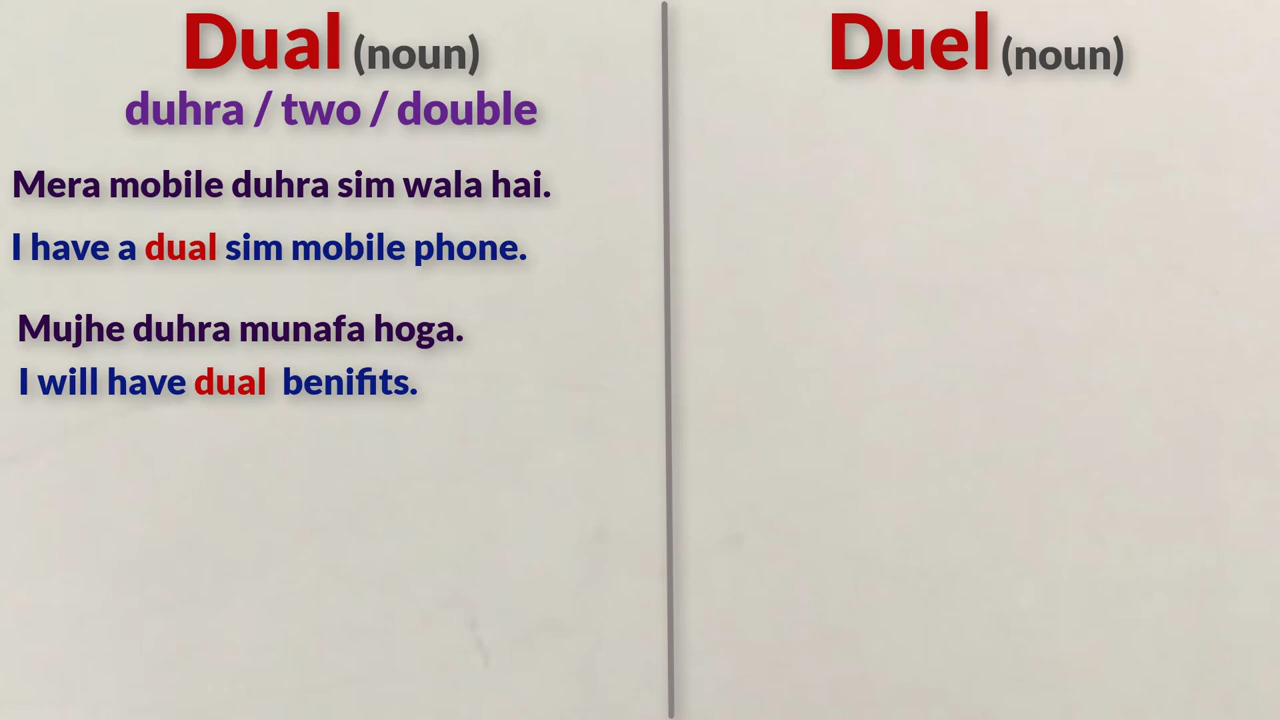 Dual (noun)
duhra / two / double
Mera mobile duhra sim wala hai.
I have a dual sim mobile phone.
Mujhe duhra munafa hoga.
I will have dual benifits.
Duel (noun)